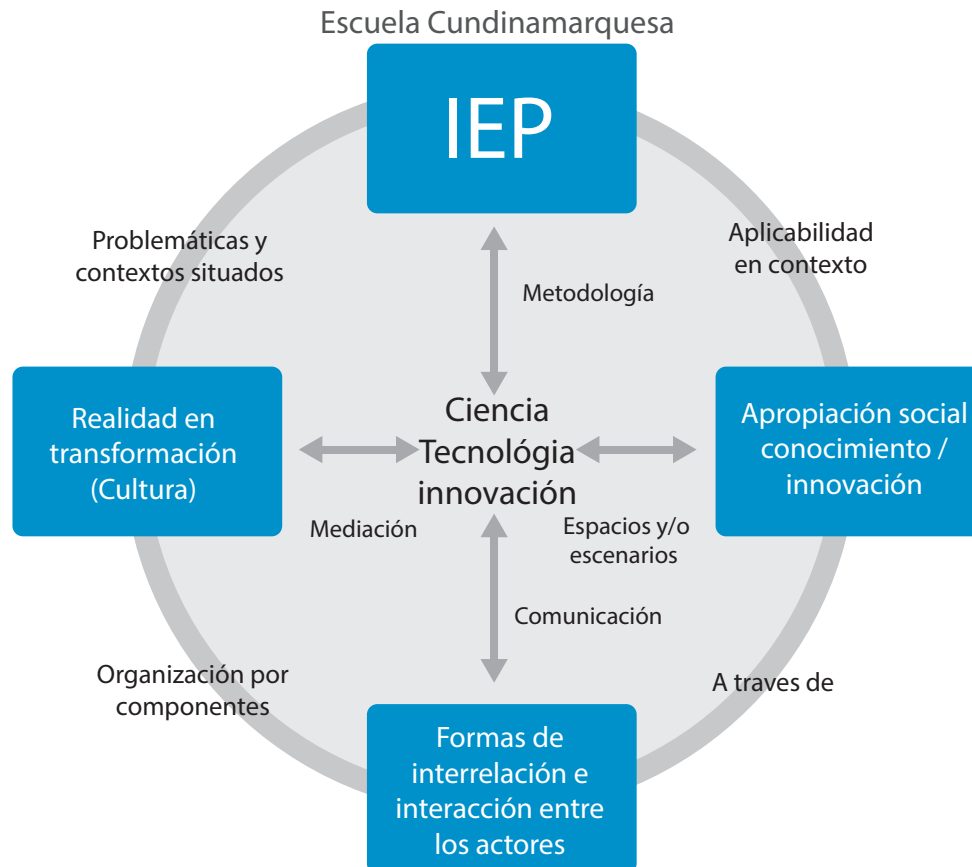 Escuela Cundinamarquesa
IEP
Problemáticas y
contextos situados
Aplicabilidad
en contexto
Metodología
Realidad en
transformación
(Cultura)
Ciencia
Tecnológia
innovación
Apropiación social
conocimiento /
innovación
Mediación
Espacios y/o
escenarios
Comunicación
Organización por
componentes
A traves de
Formas de
interrelación e
interacción entre
los actores